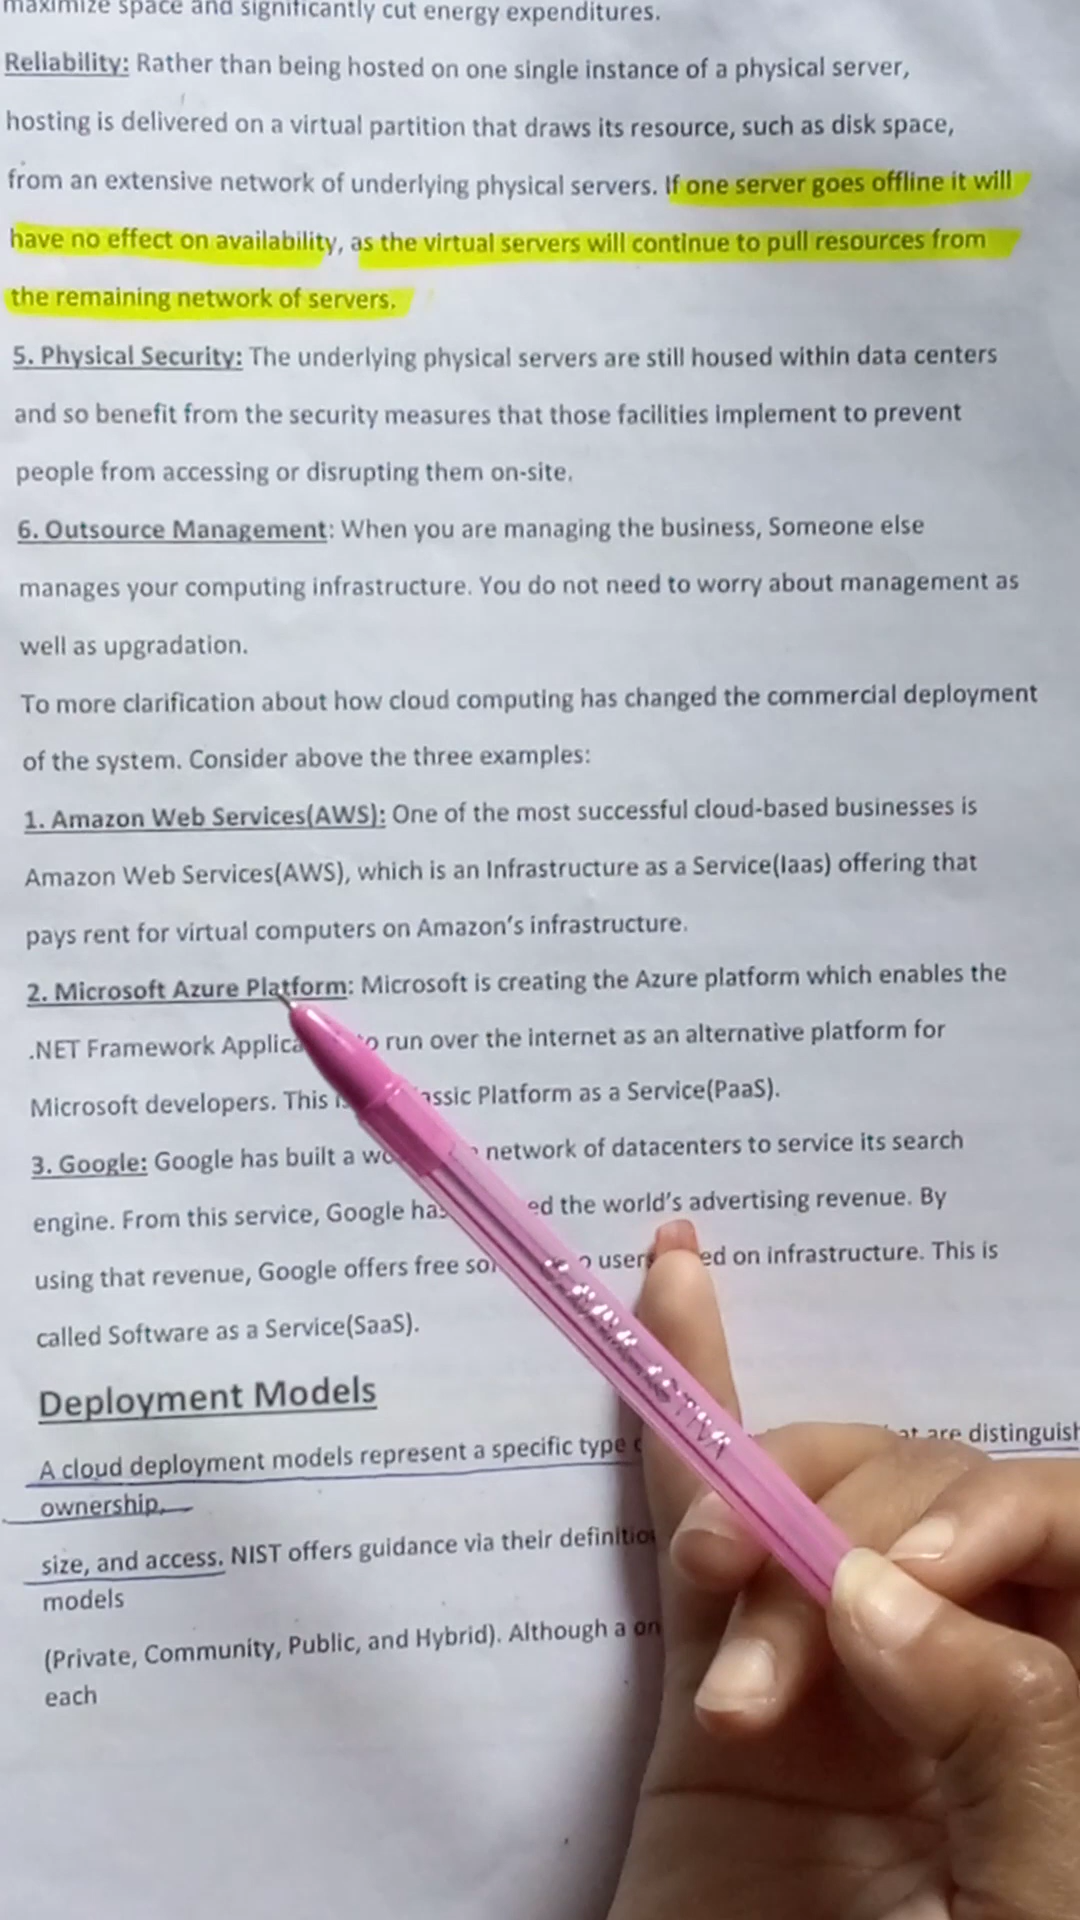 maximize space and significantly cut energy expenditures.
Reliability: Rather than being hosted on one single instance of a physical server,
hosting is delivered on a virtual partition that draws its resource, such as disk space,
from an extensive network of underlying physical servers. If one server goes offline it will
have no effect on availability, as the virtual servers will continue to pull resources from
the remaining network of servers.
5. Physical Security: The underlying physical servers are still housed within data centers
and so benefit from the security measures that those facilities implement to prevent
people from accessing or disrupting them on-site.
6. Outsource Management: When you are managing the business, Someone else
manages your computing infrastructure. You do not need to worry about management as
well as upgradation.
To more clarification about how cloud computing has changed the commercial deployment
of the system. Consider above the three examples:
1. Amazon Web Services(AWS): One of the most successful cloud-based businesses is
Amazon Web Services(AWS), which is an Infrastructure as a Service(Iaas) offering that
pays rent for virtual computers on Amazon's infrastructure.
2. Microsoft Azure Platform: Microsoft is creating the Azure platform which enables the
.NET Framework run over the internet as an alternative platform for
Microsoft developers. This Platform as a Service(PaaS).
3. Google: Google has built a network of datacenters to service its search
engine. From this service, Google the world's advertising revenue. By
using that revenue, Google offers free on infrastructure. This is
called Software as a Service(SaaS).
Deployment Models
A cloud deployment models represent a specific type are
ownership,
size, and access. NIST offers guidance via their
models
(Private, Community, Public, and Hybrid). Although a
each